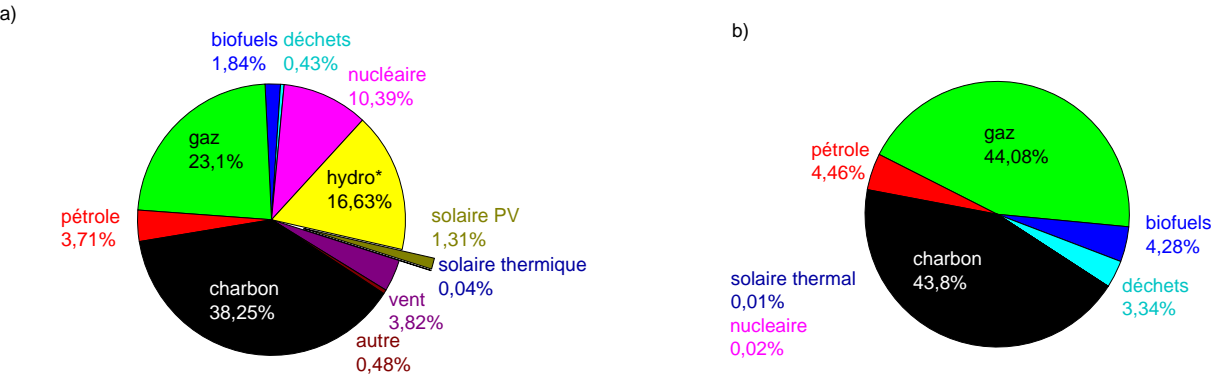 a)
biofuels
1,84%
déchets
0,43%
nucléaire
10,39%
gaz
23,1%
hydro*
16,63%
pétrole
3,71%
solaire PV
1,31%
solaire thermique
0,04%
charbon
38,25%
vent
3,82%
autre
0,48%
b)
gaz
44,08%
pétrole
4,46%
biofuels
4,28%
charbon
43,8%
déchets
3,34%
solaire thermal
0,01%
nucleaire
0,02%